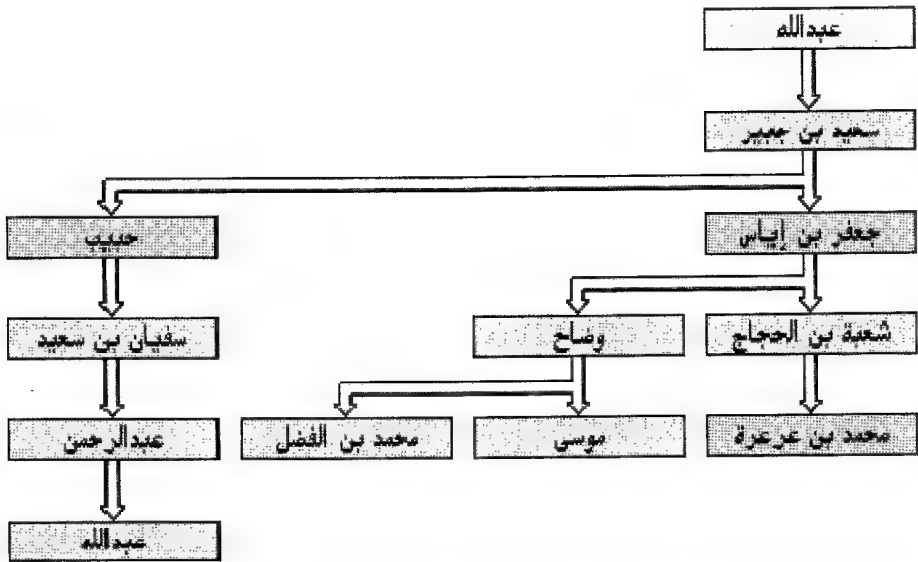 عبدالله
سعيد بن جبير
جعفر بن إياس
حبيب
شعبة بن الحجاج
وضاح
سفيان بن سعيد
محمد بن عرعرة
موسى
محمد بن الفضل
عبدالرحمن
عبدالله